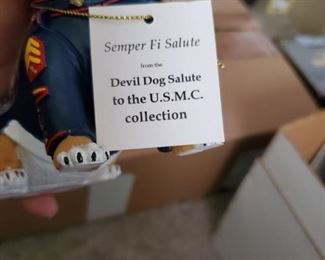 Semper Fi Salute
from the
Devil Dog Salute
to the U.S.M.C.
collection